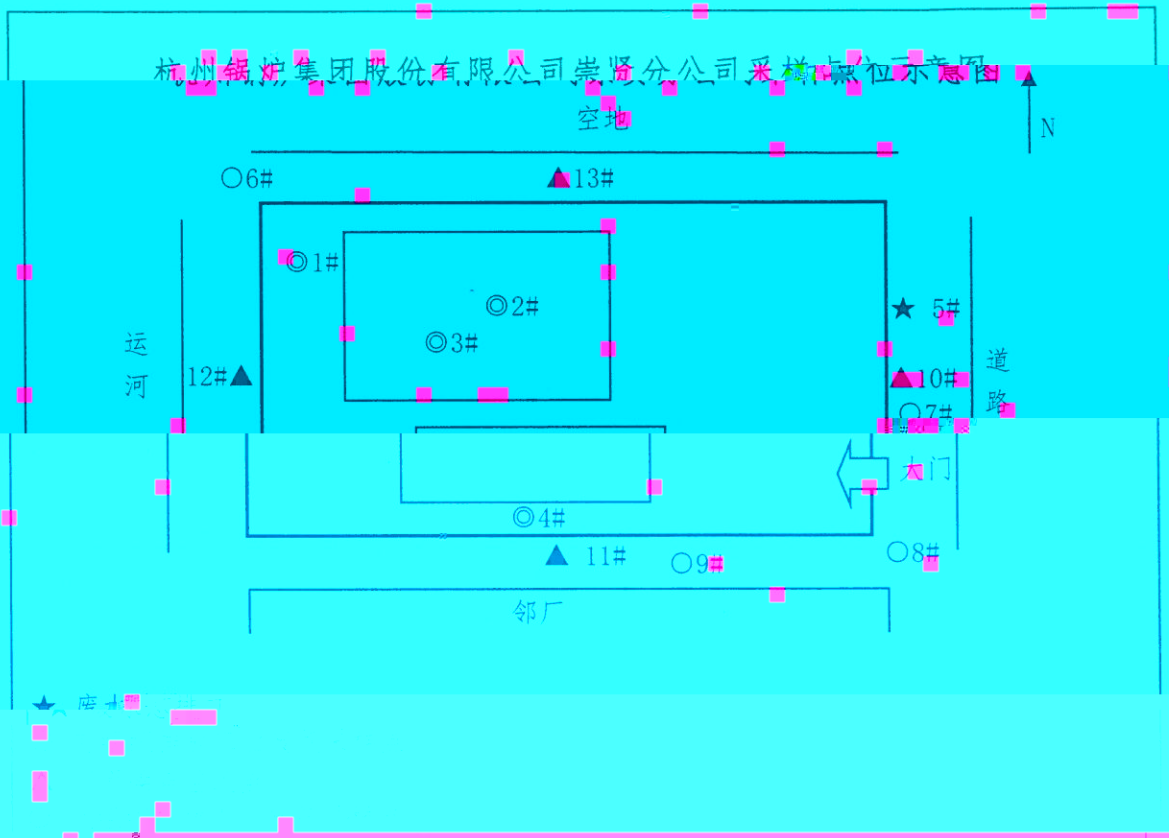 杭州锅炉集团股份有限公司崇贤分公司采样点位示意图
空地
N
○6# ▲13#
◎1#
◎2#
★ 5#
◎3#
运河
12#▲
▲10#
道路
○7#
大门
◎4#
▲ 11# ○9# ○8#
邻厂
★ 废水